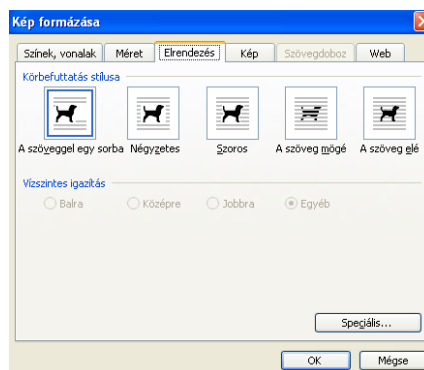 Kép formázása
Színek, vonalak Méret Elrendezés Kép Szövegdoboz Web
Körbefuttatás stílusa
A szöveggel egy sorba Négyzetes Szoros A szöveg mögé A szöveg elé
Vízszintes igazítás
Balra Középre Jobbra Egyéb
Speciális...
OK Mégse